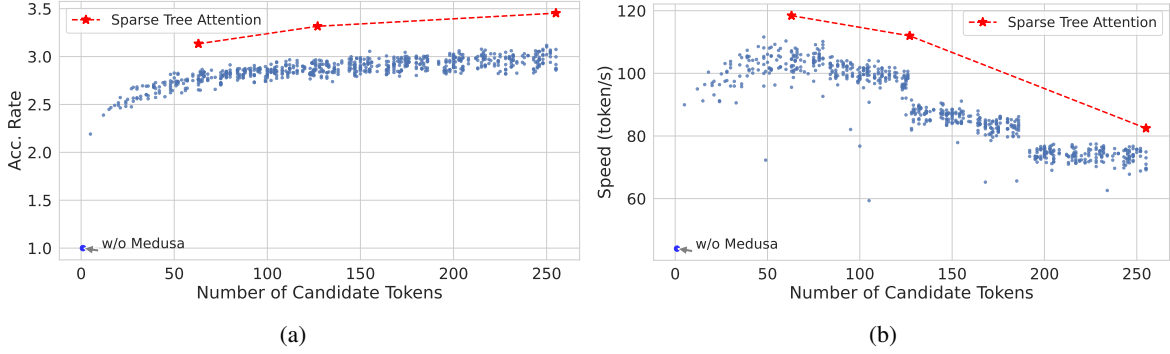 3.5
3.0
2.5
2.0
1.5
1.0
Acc. Rate
Sparse Tree Attention
w/o Medusa
0 50 100 150 200 250
Number of Candidate Tokens
(a)
120
100
80
60
Speed (token/s)
Sparse Tree Attention
w/o Medusa
0 50 100 150 200 250
Number of Candidate Tokens
(b)